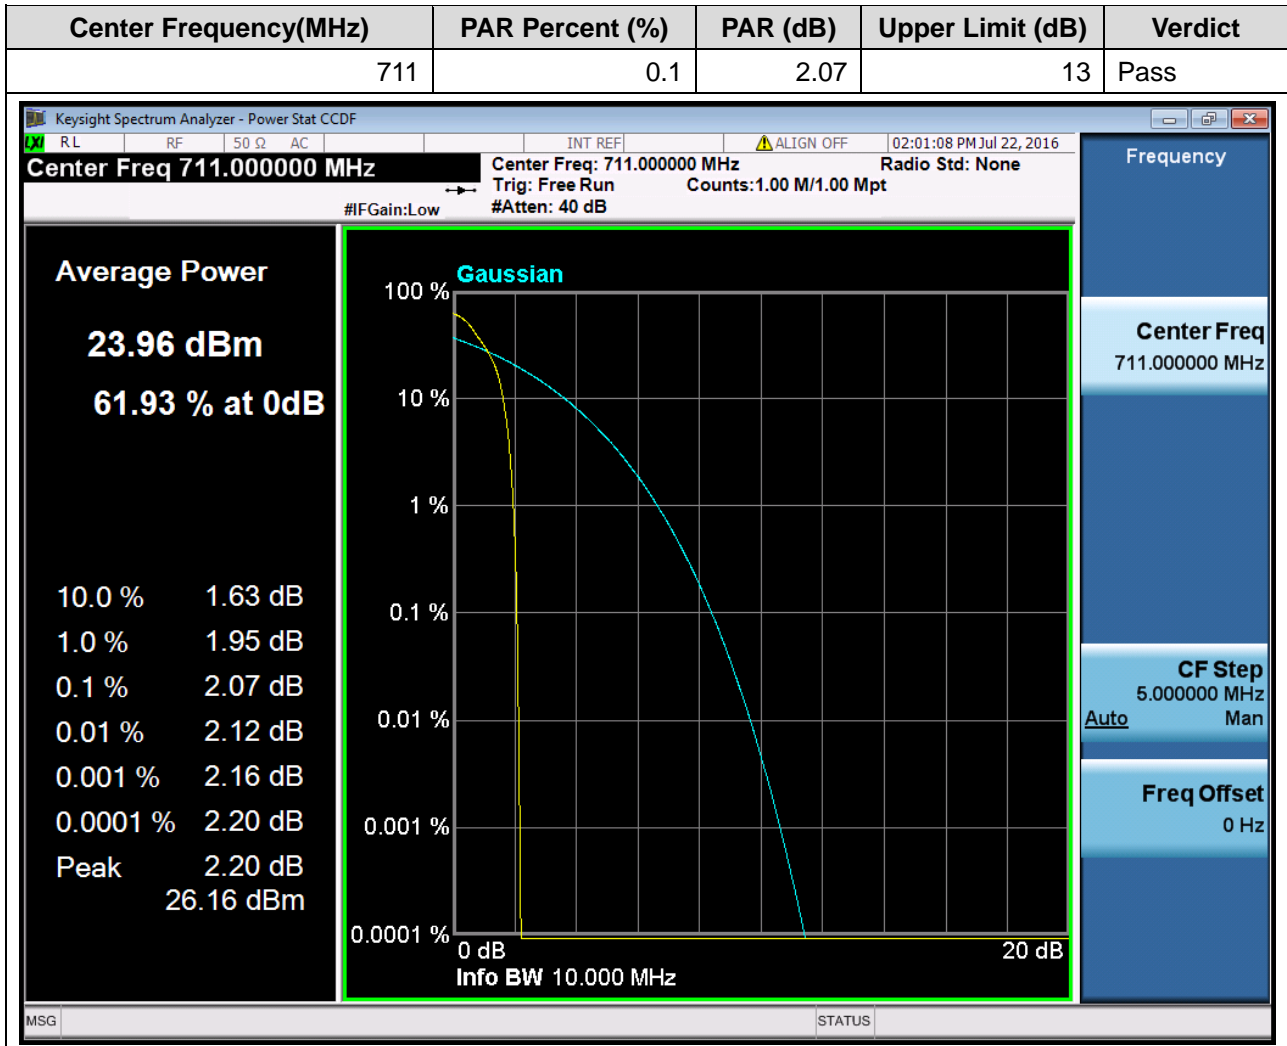 Center Frequency(MHz) PAR Percent (%) PAR (dB) Upper Limit (dB) Verdict
711 0.1 2.07 13 Pass
Keysight Spectrum Analyzer - Power Stat CCDF
LXI RL RF 50 Ω AC INT REF ALIGN OFF 02:01:08 PM Jul 22, 2016
Center Freq 711.000000 MHz
#IFGain:Low
Center Freq: 711.000000 MHz Radio Std: None
Trig: Free Run Counts:1.00 M/1.00 Mpt
#Atten: 40 dB
Average Power
23.96 dBm
61.93 % at 0dB
10.0 % 1.63 dB
1.0 % 1.95 dB
0.1 % 2.07 dB
0.01 % 2.12 dB
0.001 % 2.16 dB
0.0001 % 2.20 dB
Peak 2.20 dB
26.16 dBm
Gaussian
100 %
10 %
1 %
0.1 %
0.01 %
0.001 %
0.0001 %
0 dB 20 dB
Info BW 10.000 MHz
Frequency
Center Freq
711.000000 MHz
CF Step
5.000000 MHz
Auto Man
Freq Offset
0 Hz
MSG STATUS